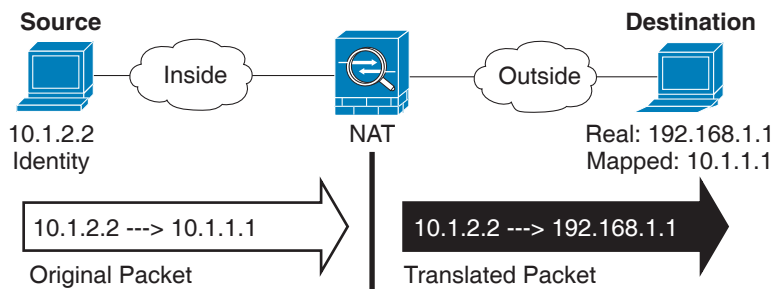 Source
Destination
Inside
Outside
10.1.2.2
Identity
NAT
Real: 192.168.1.1
Mapped: 10.1.1.1
10.1.2.2 ---> 10.1.1.1
10.1.2.2 ---> 192.168.1.1
Original Packet
Translated Packet